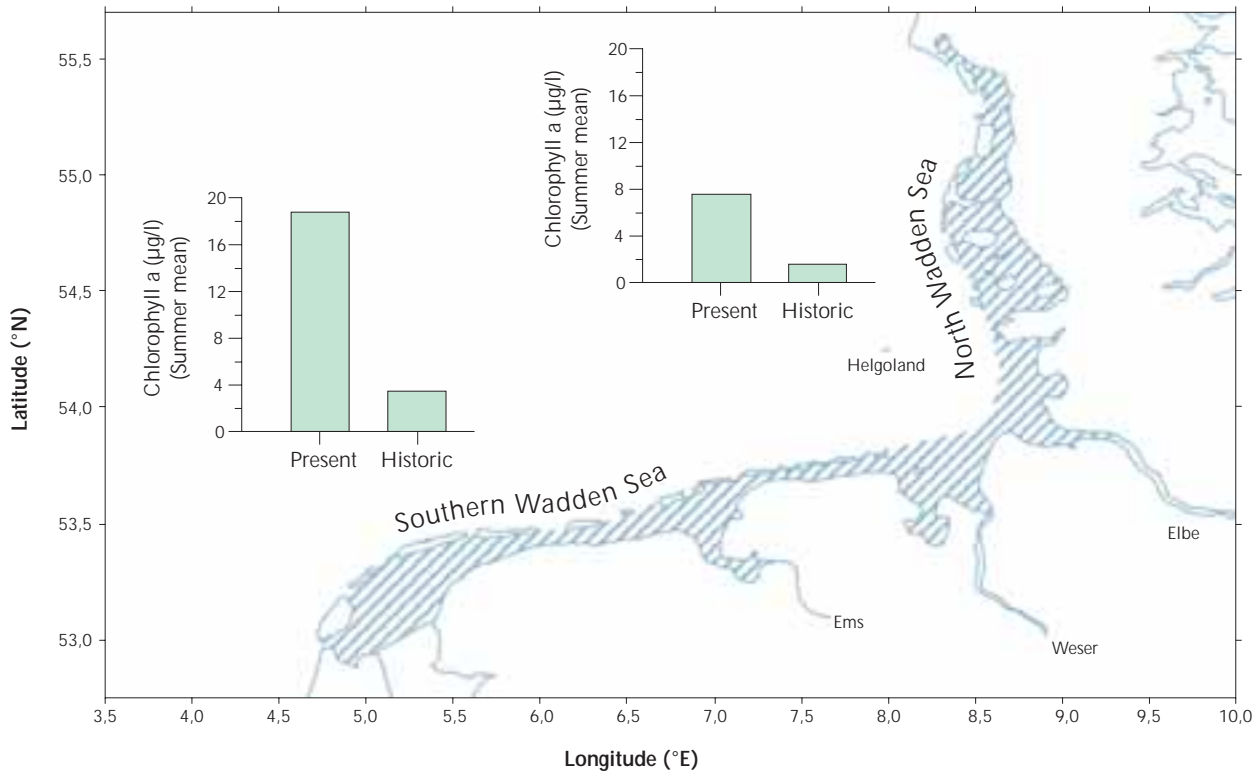 20
16
12
8
4
0
Chlorophyll a (µg/l)
(Summer mean)
Present Historic
20
16
12
8
4
0
Chlorophyll a (µg/l)
(Summer mean)
Present Historic
North Wadden Sea
Helgoland
Southern Wadden Sea
Elbe
Ems
Weser
Latitude (°N)
55,5
55,0
54,5
54,0
53,5
53,0
3,5 4,0 4,5 5,0 5,5 6,0 6,5 7,0 7,5 8,0 8,5 9,0 9,5 10,0
Longitude (°E)